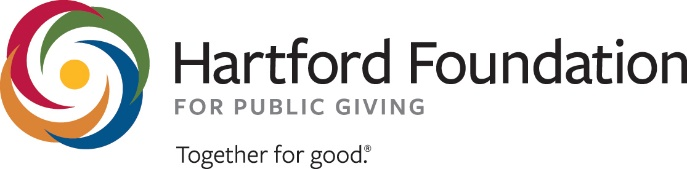 Hartford Foundation
FOR PUBLIC GIVING
Together for good.®